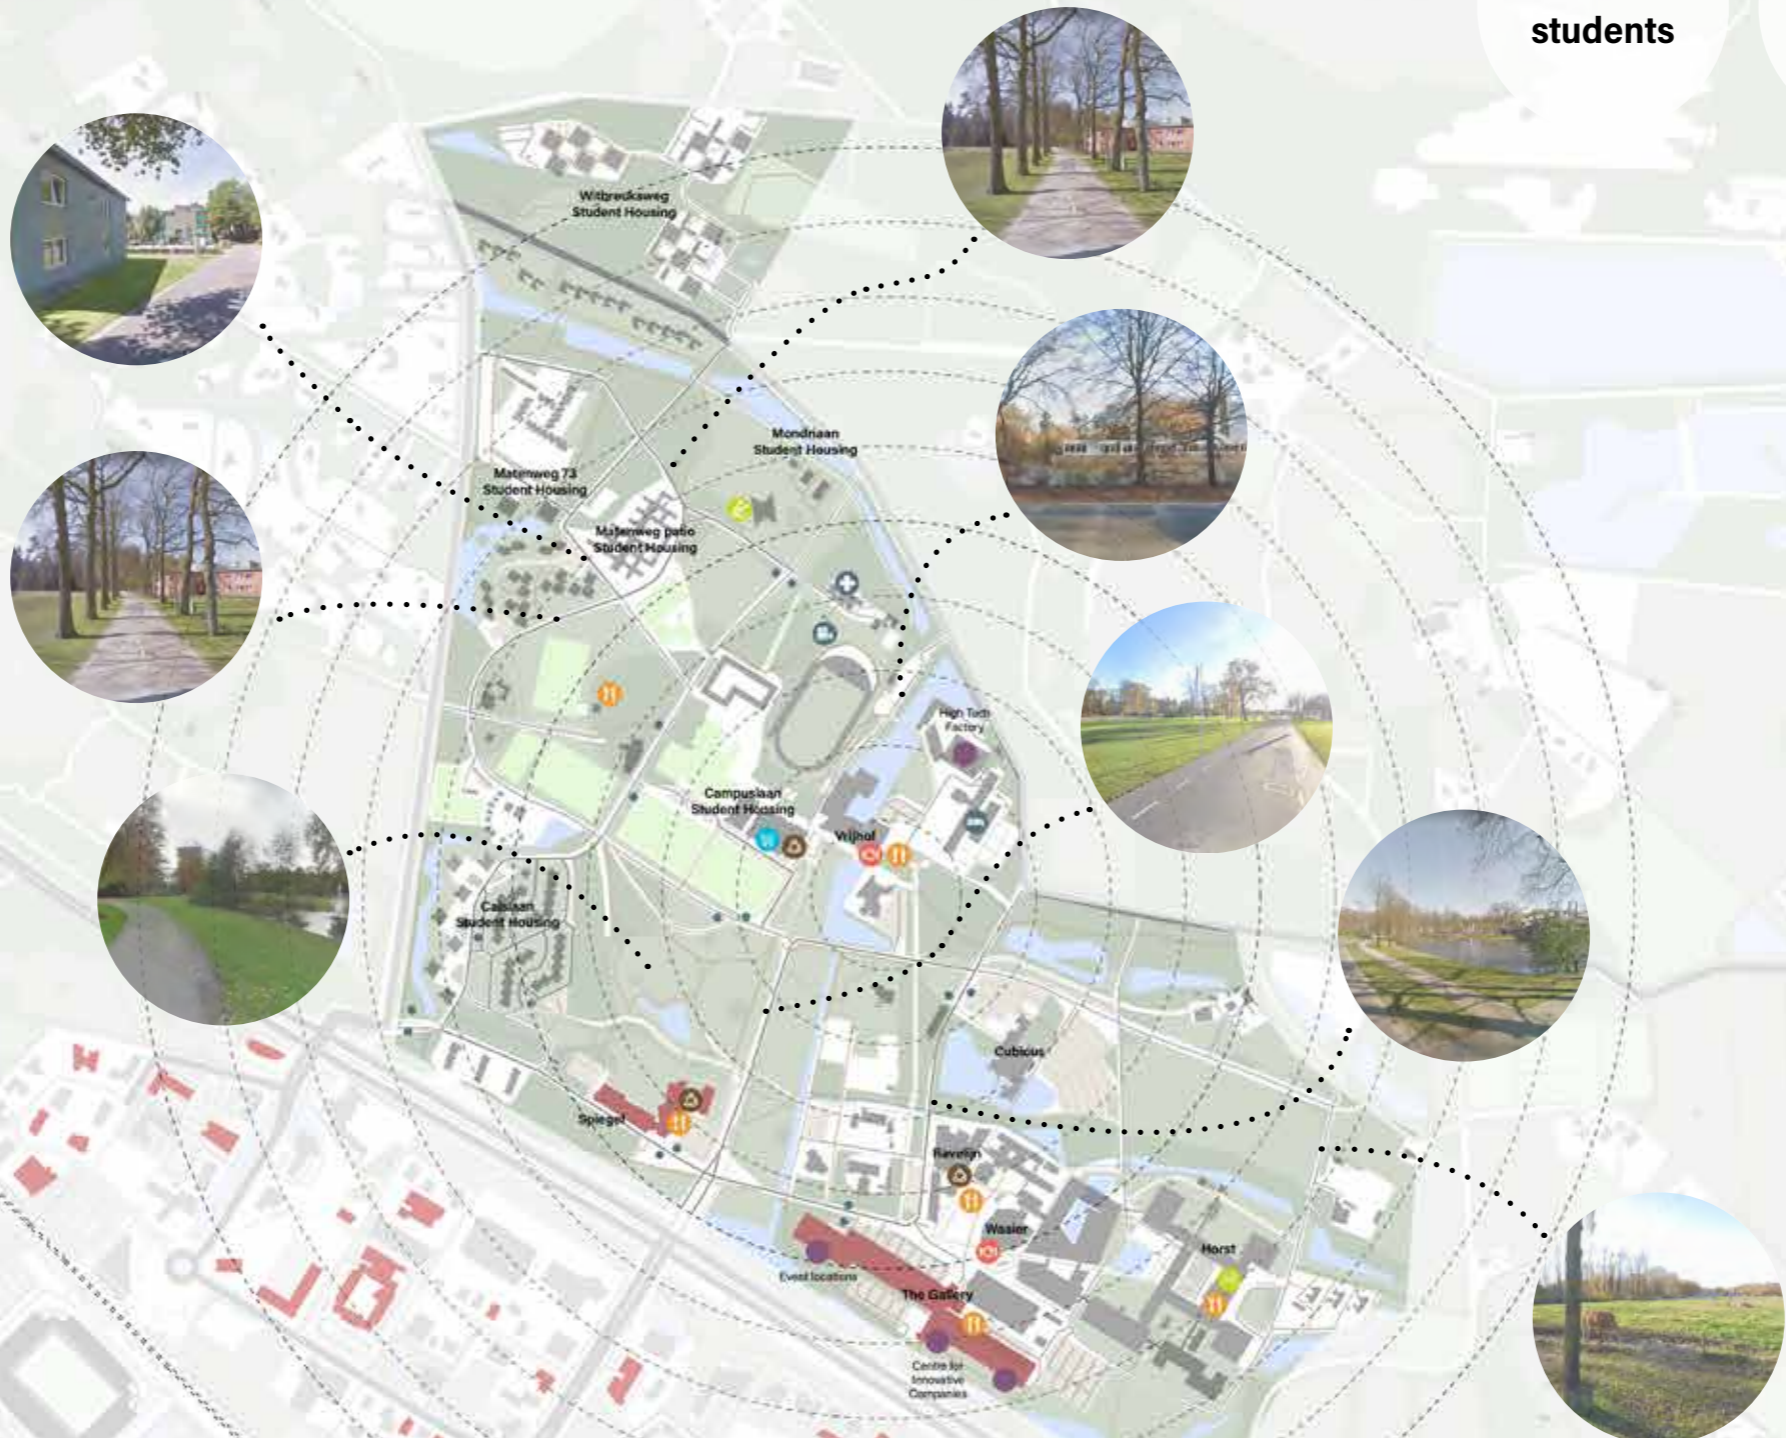 students
Witbreuksweg
Student Housing
Mondriaan
Student Housing
Matenweg 73
Student Housing
Matenweg patio
Student Housing
High Tech
Factory
Campuslaan
Student Housing
Vrijhof
Calslaan
Student Housing
Cubicus
Spiegel
Ravelijn
Waaier
Horst
Event locations
The Gallery
Centre for
Innovative
Companies